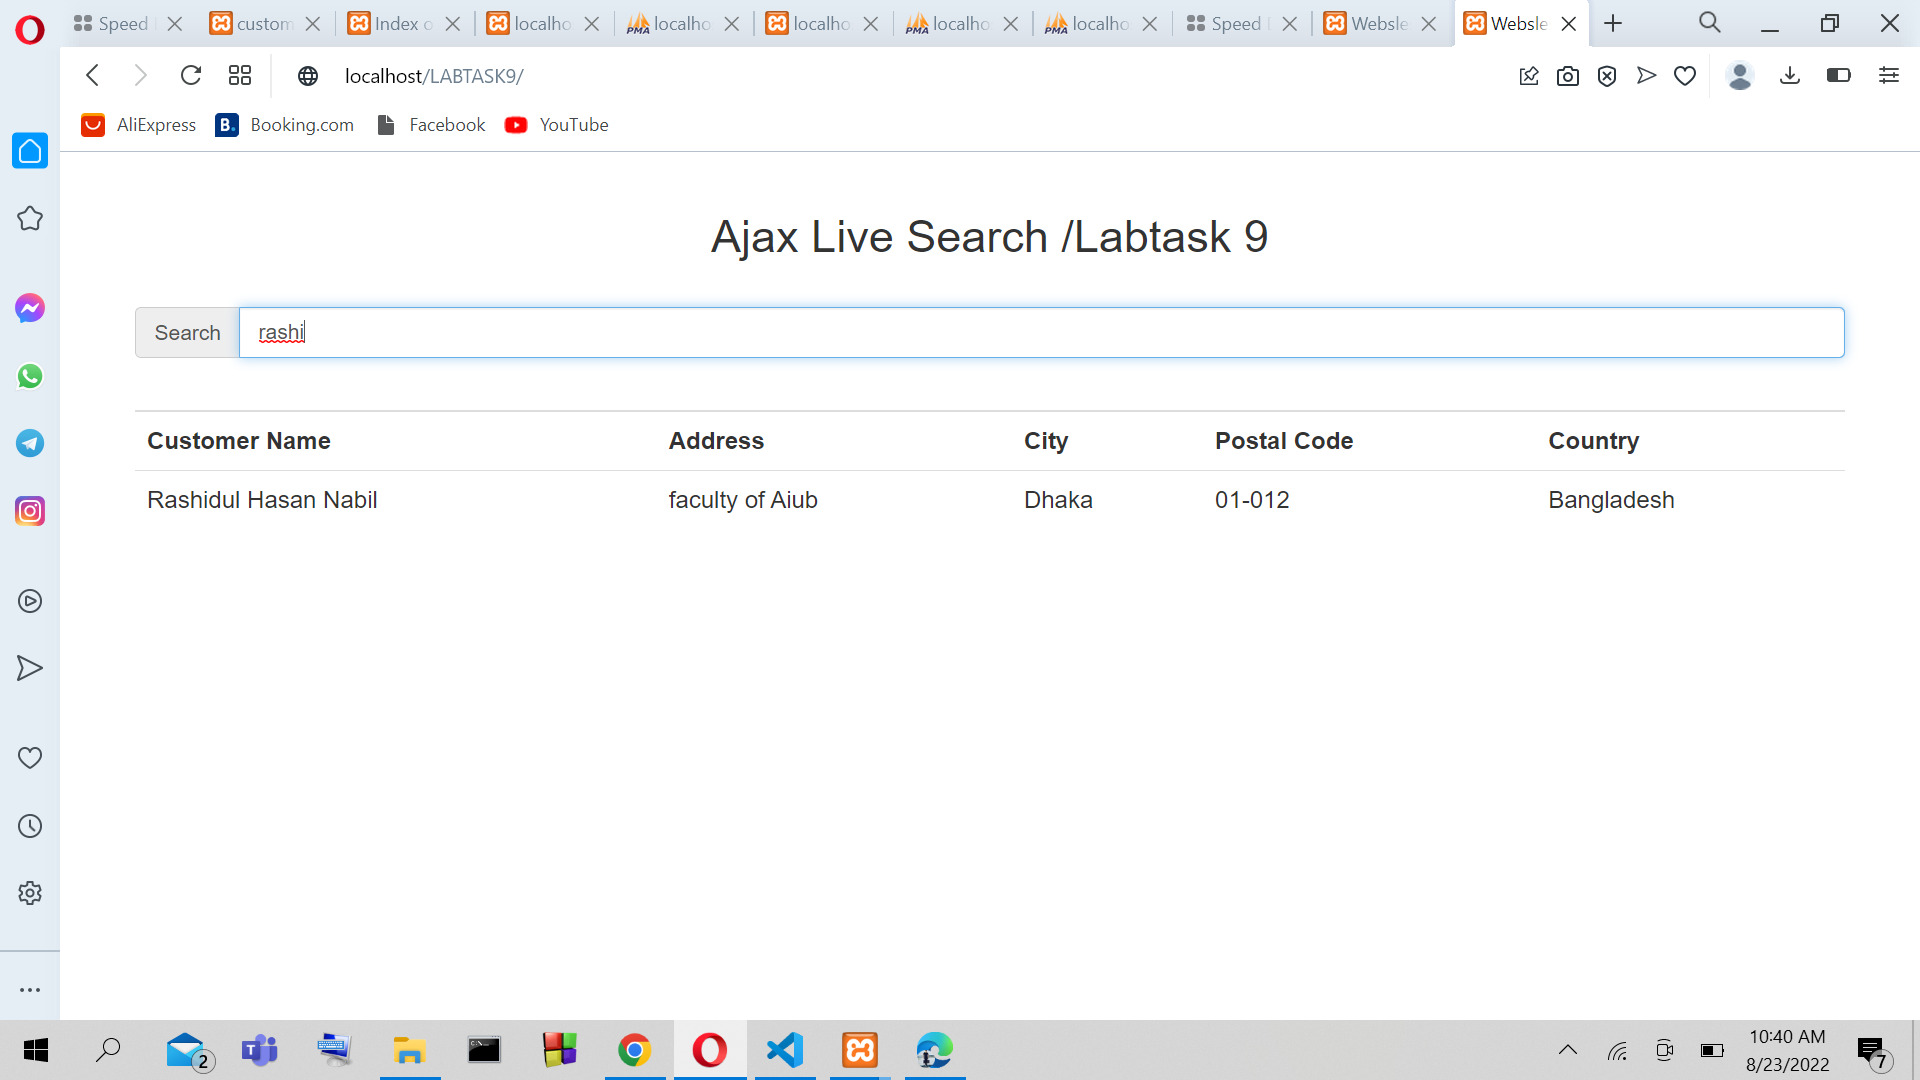 Speed
custom
Index o
localho
localho
localho
localho
localho
Speed
Websle
Websle
localhost/LABTASK9/
AliExpress
B. Booking.com
Facebook
YouTube
Ajax Live Search /Labtask 9
Search rashi
Customer Name Address City Postal Code Country
Rashidul Hasan Nabil faculty of Aiub Dhaka 01-012 Bangladesh
2
10:40 AM
8/23/2022
7